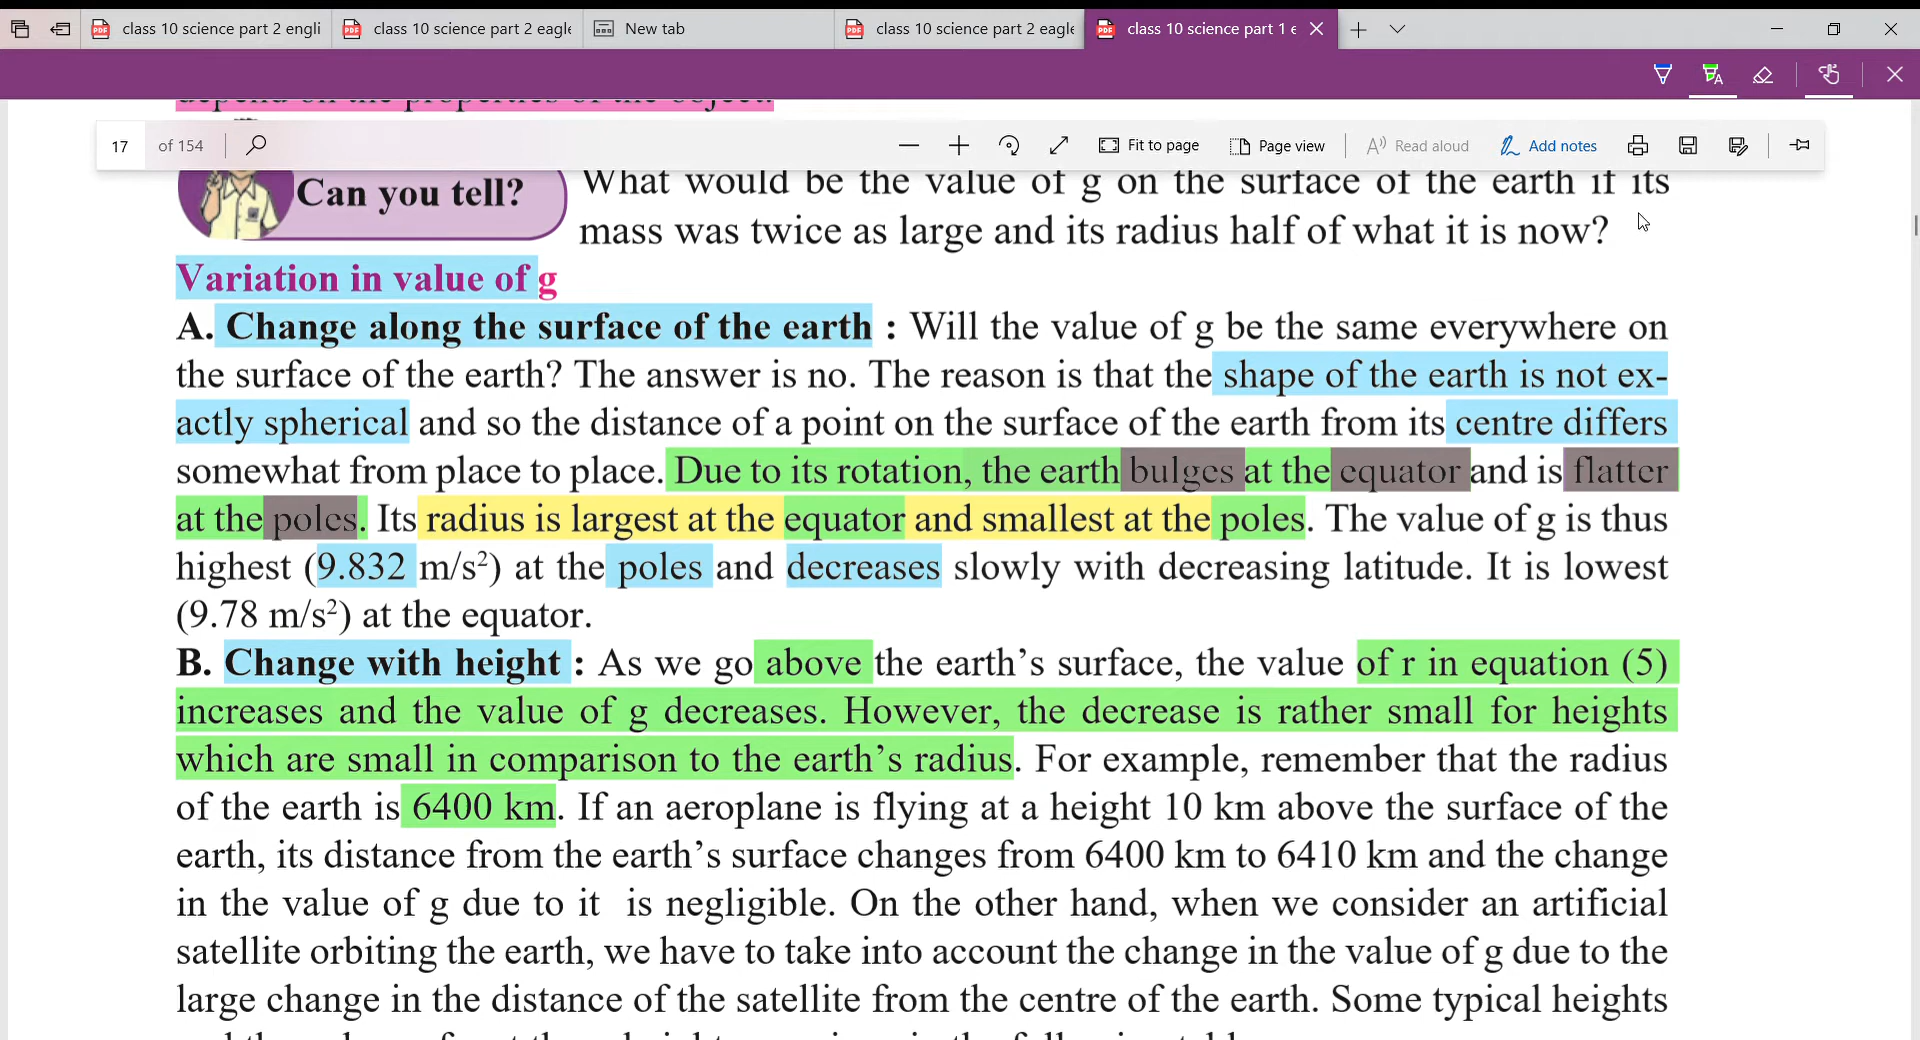 class 10 science part 2 engli
class 10 science part 2 eagle
New tab
class 10 science part 2 eagle
class 10 science part 1 e
depend on the properties of the object.
17 of 154
Fit to page
Page view
Read aloud
Add notes
Can you tell?
What would be the value of g on the surface of the earth if its
mass was twice as large and its radius half of what it is now?
Variation in value of g
A. Change along the surface of the earth : Will the value of g be the same everywhere on
the surface of the earth? The answer is no. The reason is that the shape of the earth is not ex-
actly spherical and so the distance of a point on the surface of the earth from its centre differs
somewhat from place to place. Due to its rotation, the earth bulges at the equator and is flatter
at the poles. Its radius is largest at the equator and smallest at the poles. The value of g is thus
highest (9.832 m/s²) at the poles and decreases slowly with decreasing latitude. It is lowest
(9.78 m/s²) at the equator.
B. Change with height : As we go above the earth's surface, the value of r in equation (5)
increases and the value of g decreases. However, the decrease is rather small for heights
which are small in comparison to the earth's radius. For example, remember that the radius
of the earth is 6400 km. If an aeroplane is flying at a height 10 km above the surface of the
earth, its distance from the earth's surface changes from 6400 km to 6410 km and the change
in the value of g due to it is negligible. On the other hand, when we consider an artificial
satellite orbiting the earth, we have to take into account the change in the value of g due to the
large change in the distance of the satellite from the centre of the earth. Some typical heights